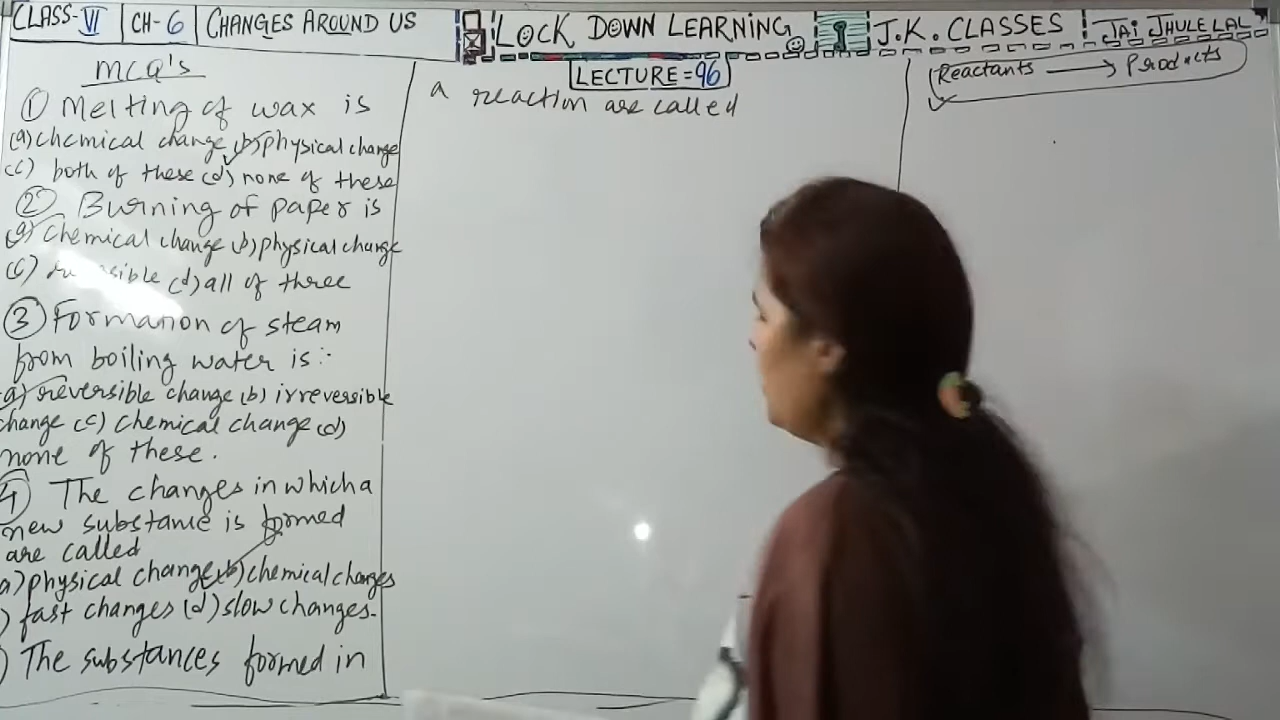 CLASS-VI CH-6 CHANGES AROUND US
LOCK DOWN LEARNING
J.K. CLASSES
JAI JHULELAL
LECTURE=96
MCQ's
① Melting of wax is
(a) chemical change (b) physical change
(c) both of these (d) none of these
② Burning of paper is
(a) chemical change (b) physical change
(c) (d) all of three
③ Formation of steam
from boiling water is :-
(a) reversible change (b) irreversible
change (c) chemical change (d)
none of these.
④ The changes in which a
new substance is formed
are called
a) physical change (b) chemical changes
) fast changes (d) slow changes.
) The substances formed in
a reaction are called
Reactants → Products